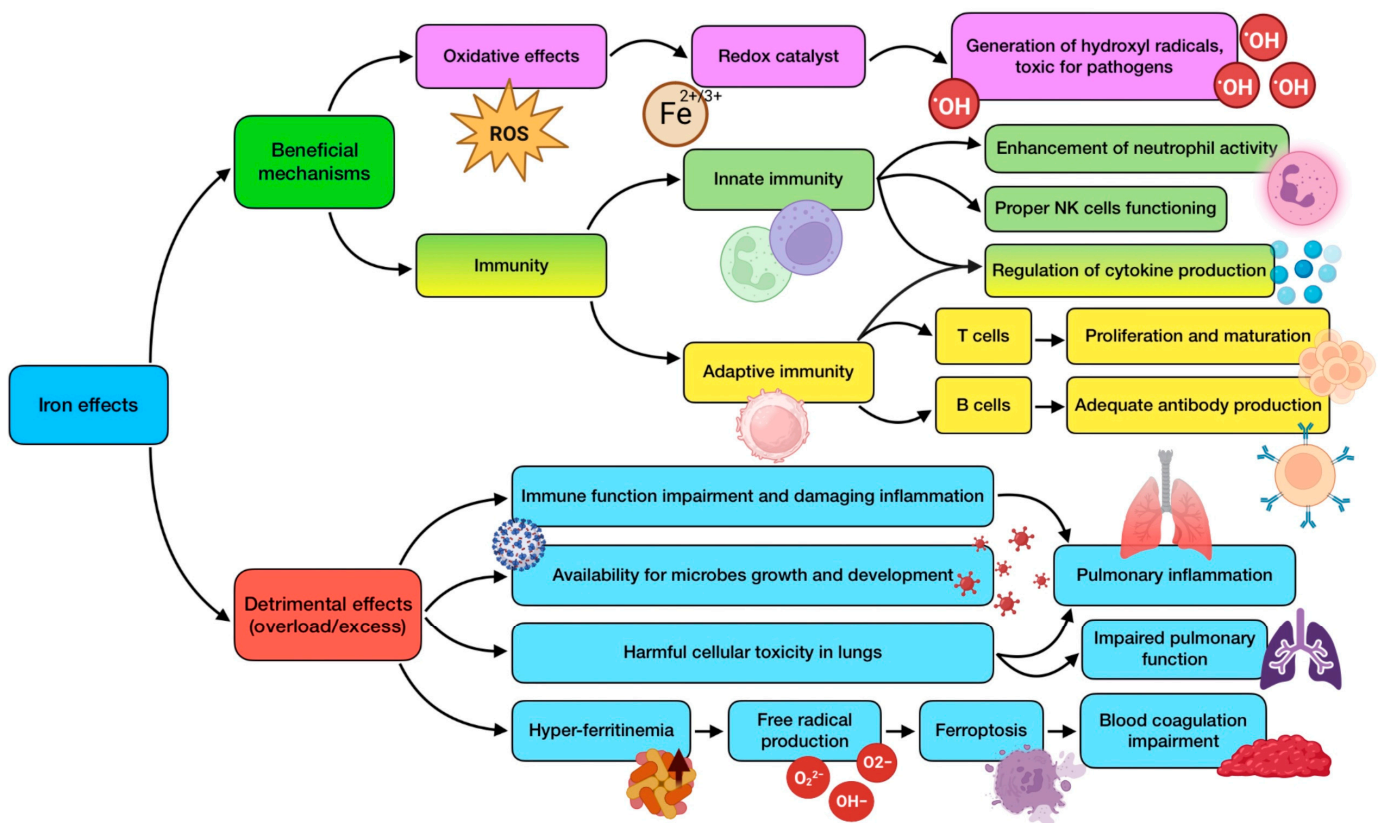 Oxidative effects
Redox catalyst
Generation of hydroxyl radicals,
toxic for pathogens
•OH
•OH
•OH
•OH
ROS
Fe 2+/3+
Beneficial
mechanisms
Innate immunity
Enhancement of neutrophil activity
Proper NK cells functioning
Immunity
Regulation of cytokine production
Adaptive immunity
T cells
Proliferation and maturation
B cells
Adequate antibody production
Iron effects
Immune function impairment and damaging inflammation
Availability for microbes growth and development
Pulmonary inflammation
Detrimental effects
(overload/excess)
Harmful cellular toxicity in lungs
Impaired pulmonary
function
Hyper-ferritinemia
Free radical
production
Ferroptosis
Blood coagulation
impairment
O₂²⁻
O2−
OH−